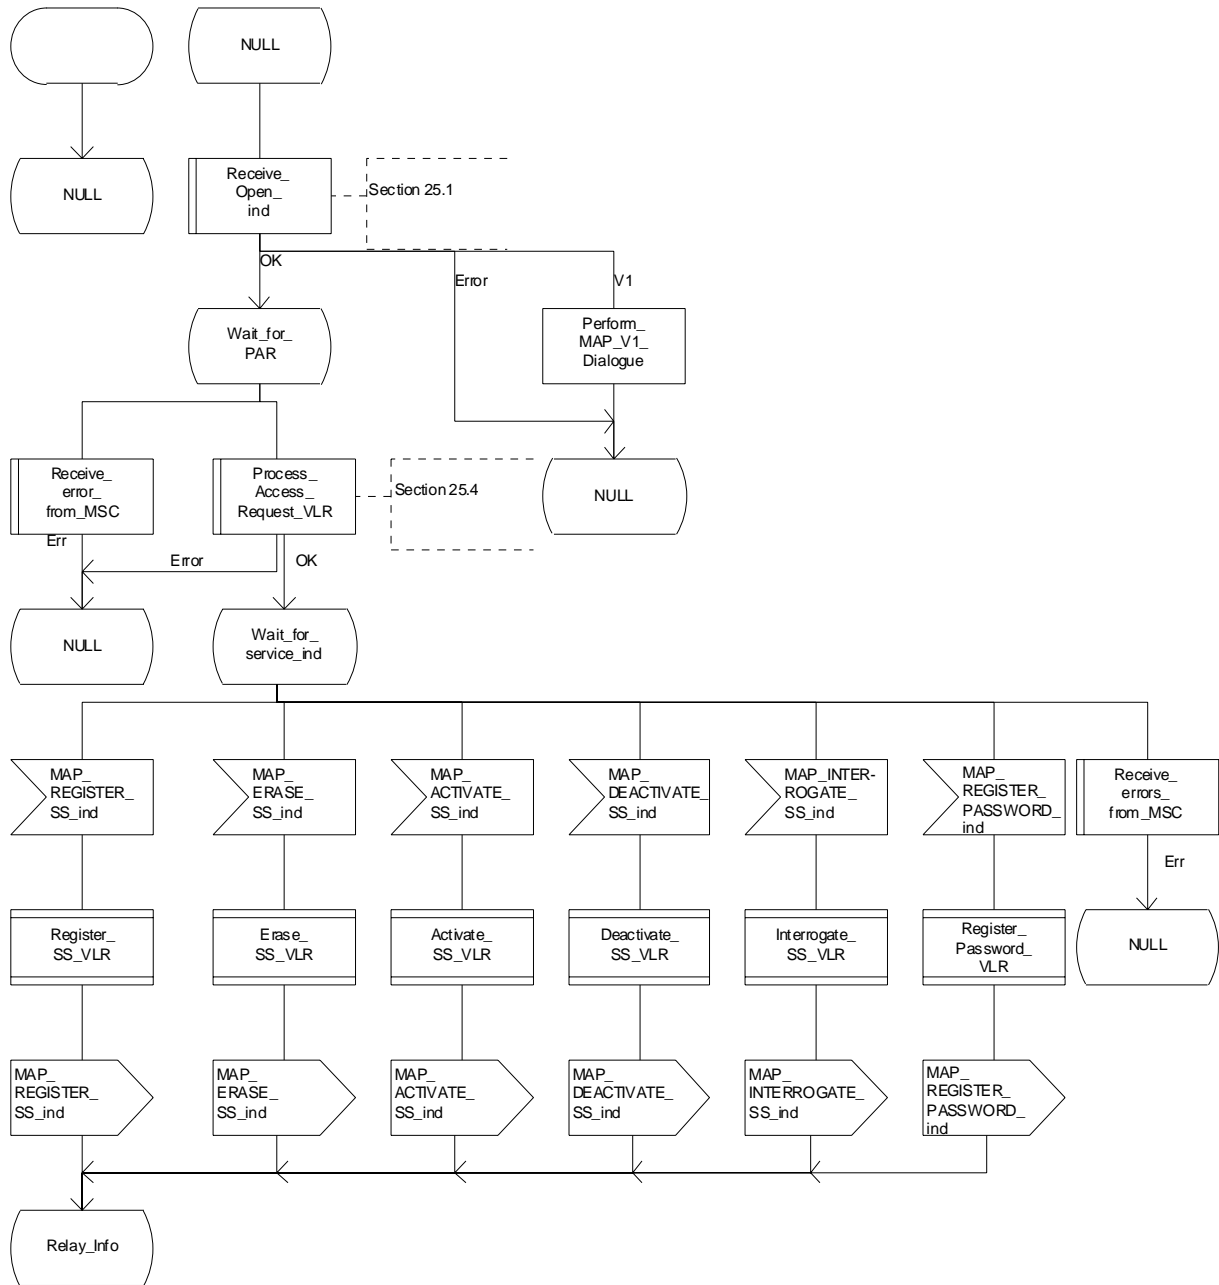 NULL
NULL
Receive_
Open_
ind
Section 25.1
OK
Error
V1
Wait_for_
PAR
Perform_
MAP_V1_
Dialogue
Receive_
error_
from_MSC
Process_
Access_
Request_VLR
Section 25.4
NULL
Err
Error
OK
NULL
Wait_for_
service_ind
MAP_
REGISTER_
SS_ind
MAP_
ERASE_
SS_ind
MAP_
ACTIVATE_
SS_ind
MAP_
DEACTIVATE_
SS_ind
MAP_INTER-
ROGATE_
SS_ind
MAP_
REGISTER_
PASSWORD_
ind
Receive_
errors_
from_MSC
Err
Register_
SS_VLR
Erase_
SS_VLR
Activate_
SS_VLR
Deactivate_
SS_VLR
Interrogate_
SS_VLR
Register_
Password_
VLR
NULL
MAP_
REGISTER_
SS_ind
MAP_
ERASE_
SS_ind
MAP_
ACTIVATE_
SS_ind
MAP_
DEACTIVATE_
SS_ind
MAP_
INTERROGATE_
SS_ind
MAP_
REGISTER_
PASSWORD_
ind
Relay_Info